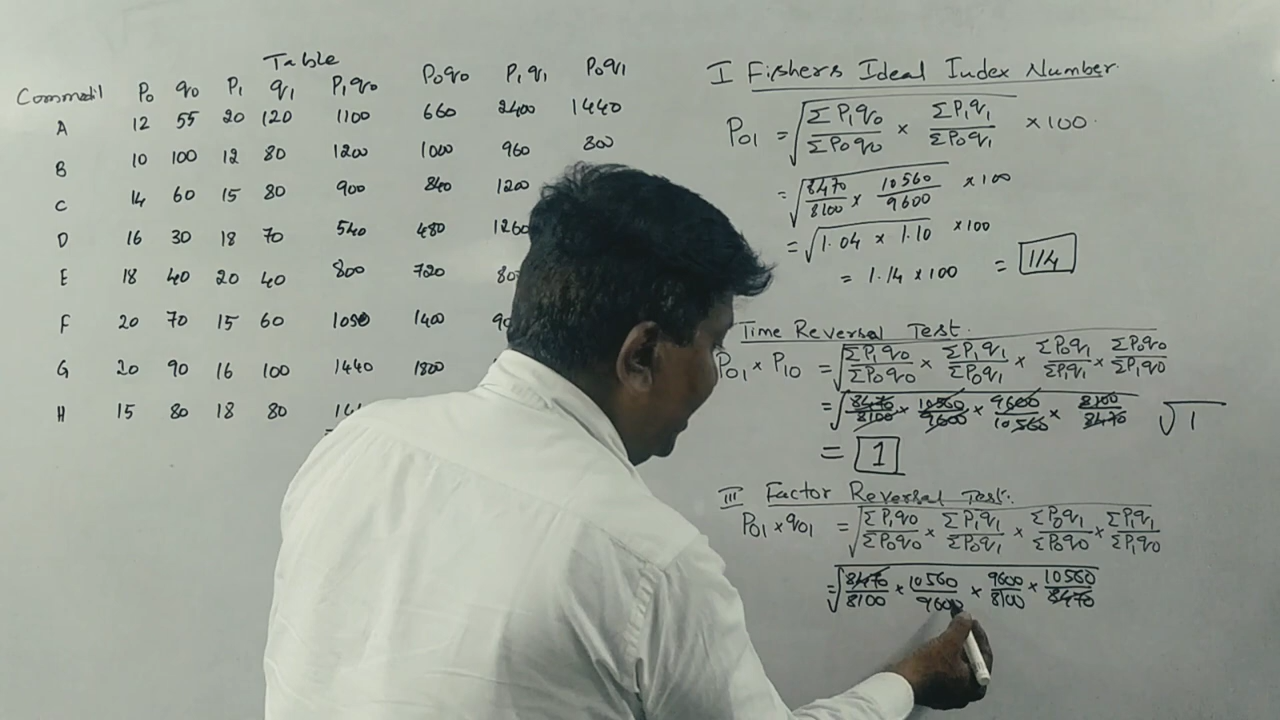 Table
Commodi P0 q0 P1 q1 P1q0 P0q0 P1q1 P0q1
A 12 55 20 120 1100 660 2400 1440
B 10 100 12 80 1200 1000 960 800
C 14 60 15 80 900 840 1200
D 16 30 18 70 540 480 1260
E 18 40 20 40 800 720 80
F 20 70 15 60 1050 1400 90
G 20 90 16 100 1440 1800
H 15 80 18 80 14
I Fishers Ideal Index Number.
P01 = √(ΣP1q0/ΣP0q0 × ΣP1q1/ΣP0q1) × 100
= √(8470/8100 × 10560/9600) × 100
= √(1.04 × 1.10) × 100
= 1.14 × 100 = 114
Time Reversal Test.
P01 × P10 = √(ΣP1q0/ΣP0q0 × ΣP1q1/ΣP0q1 × ΣP0q1/ΣP1q1 × ΣP0q0/ΣP1q0)
= √(8470/8100 × 10560/9600 × 9600/10560 × 8100/8470) √1
= 1
III Factor Reversal Test:
P01 × q01 = √(ΣP1q0/ΣP0q0 × ΣP1q1/ΣP0q1 × ΣP0q1/ΣP0q0 × ΣP1q1/ΣP1q0)
= √(8470/8100 × 10560/9600 × 9600/8100 × 10560/8470)